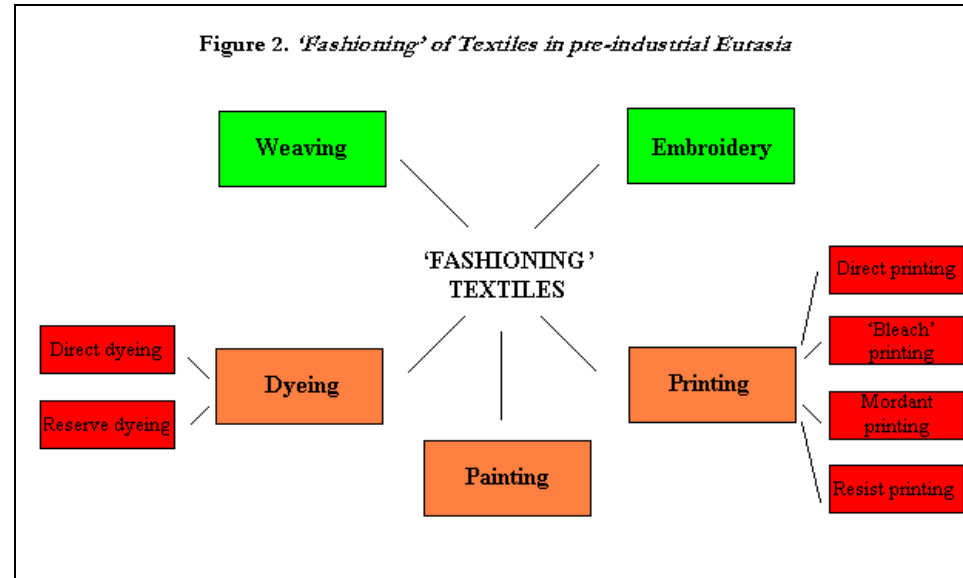 Figure 2. ‘Fashioning’ of Textiles in pre-industrial Eurasia
Weaving
Embroidery
‘FASHIONING’
TEXTILES
Direct dyeing
Reserve dyeing
Dyeing
Painting
Printing
Direct printing
‘Bleach’
printing
Mordant
printing
Resist printing